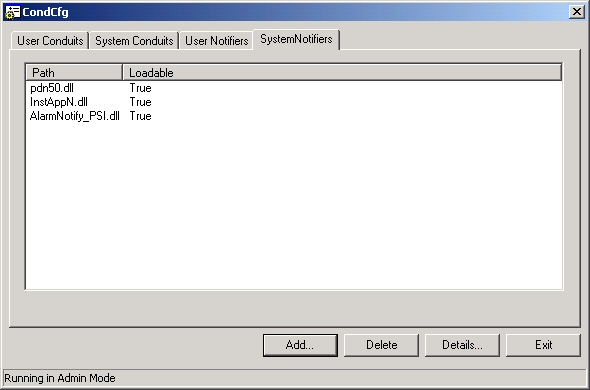 CondCfg
User Conduits System Conduits User Notifiers SystemNotifiers
Path Loadable
pdn50.dll True
InstAppN.dll True
AlarmNotify_PSI.dll True
Add... Delete Details... Exit
Running in Admin Mode